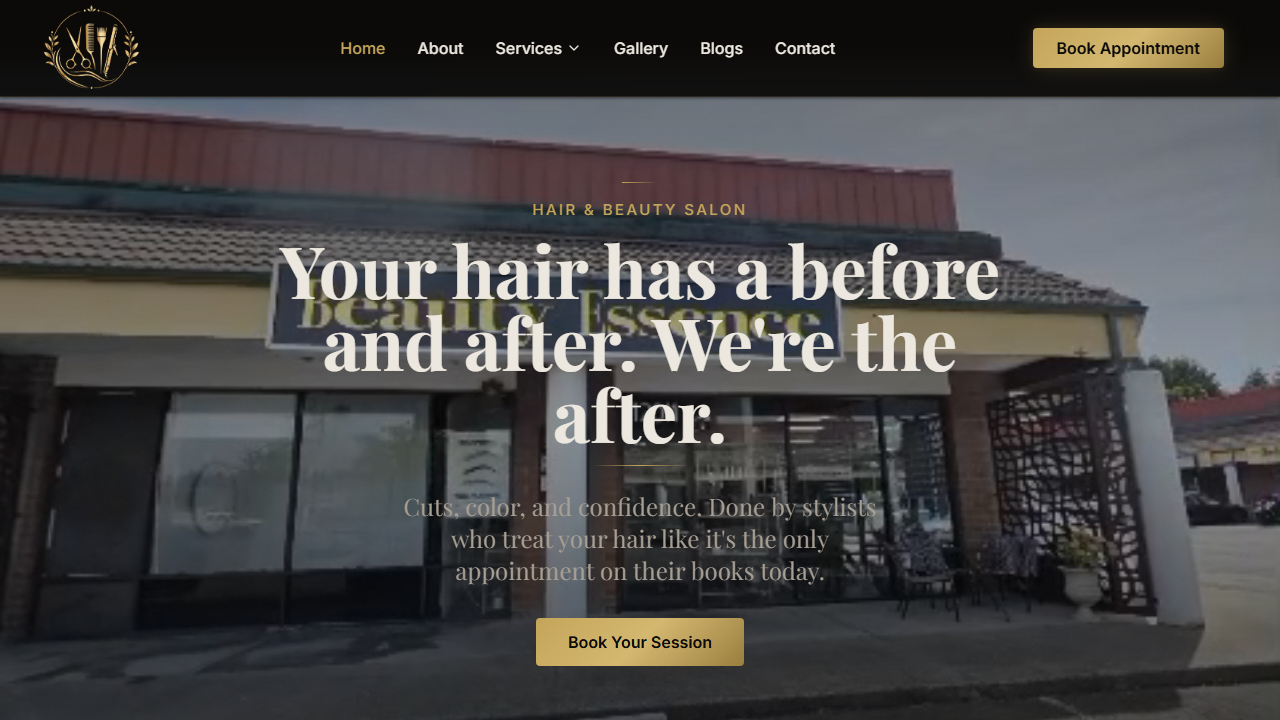 Home About Services Gallery Blogs Contact Book Appointment
HAIR & BEAUTY SALON
Your hair has a before
and after. We're the
after.
Beauty Essence
Cuts, color, and confidence. Done by stylists
who treat your hair like it's the only
appointment on their books today.
Book Your Session